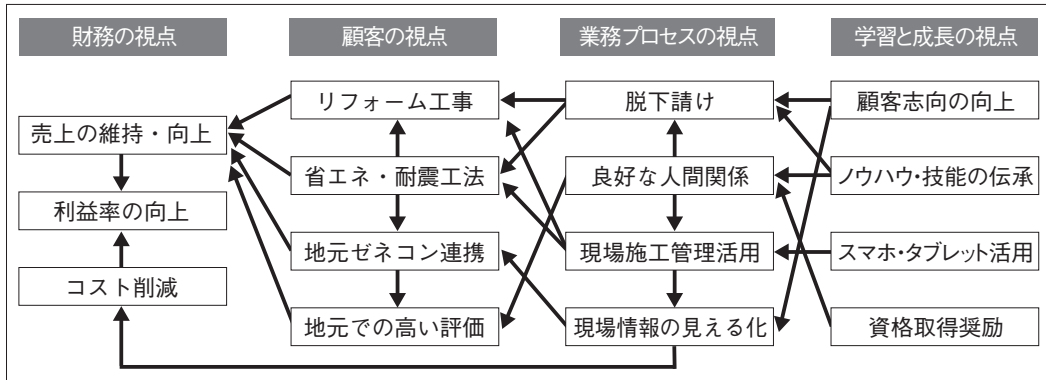 財務の視点
顧客の視点
業務プロセスの視点
学習と成長の視点
売上の維持・向上
利益率の向上
コスト削減
リフォーム工事
省エネ・耐震工法
地元ゼネコン連携
地元での高い評価
脱下請け
良好な人間関係
現場施工管理活用
現場情報の見える化
顧客志向の向上
ノウハウ・技能の伝承
スマホ・タブレット活用
資格取得奨励